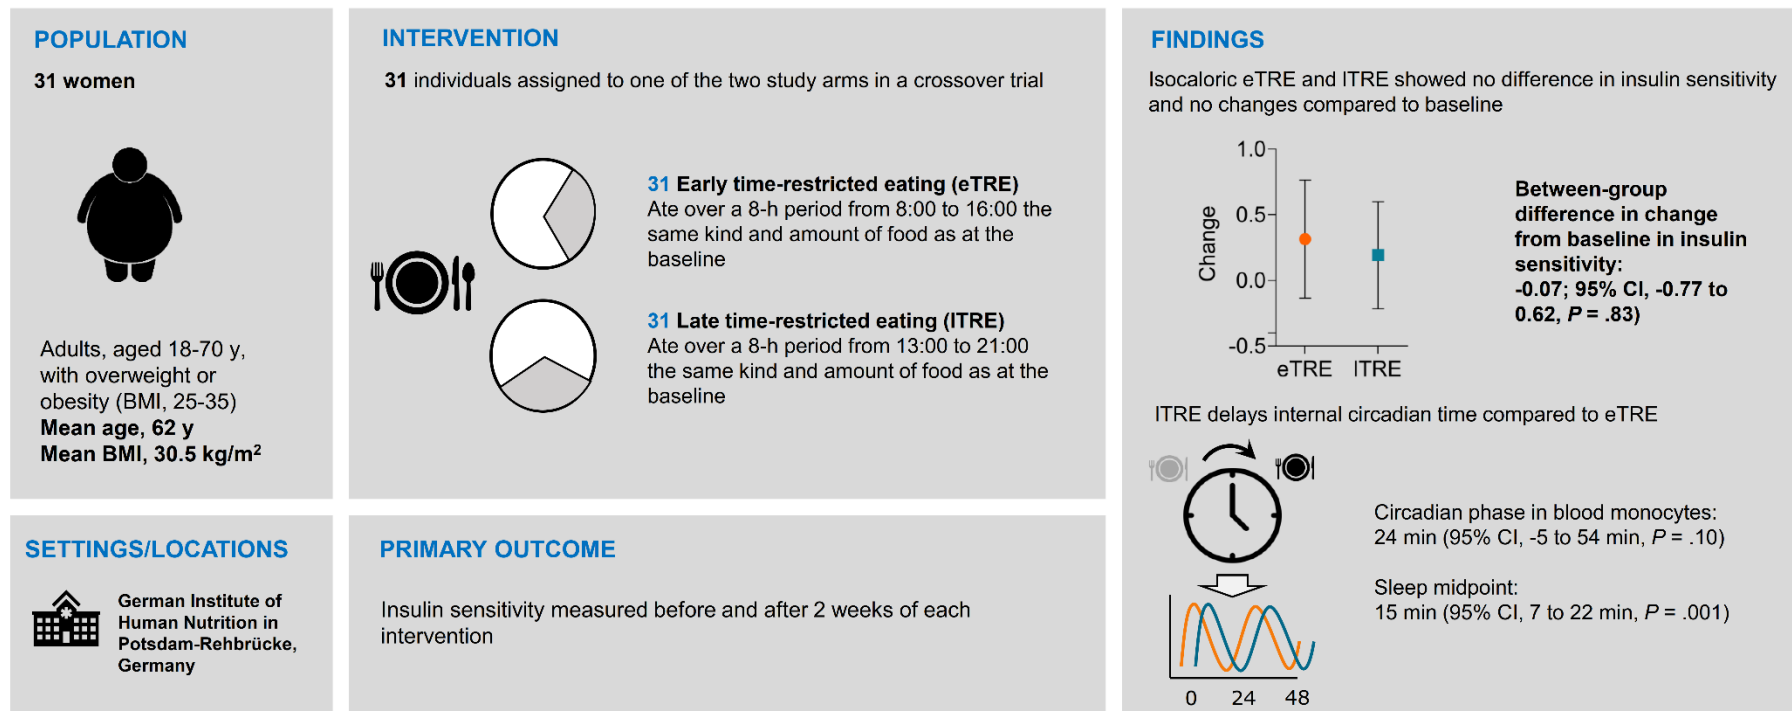 POPULATION
31 women
Adults, aged 18-70 y,
with overweight or
obesity (BMI, 25-35)
Mean age, 62 y
Mean BMI, 30.5 kg/m²
SETTINGS/LOCATIONS
German Institute of
Human Nutrition in
Potsdam-Rehbrücke,
Germany
INTERVENTION
31 individuals assigned to one of the two study arms in a crossover trial
31 Early time-restricted eating (eTRE)
Ate over a 8-h period from 8:00 to 16:00 the
same kind and amount of food as at the
baseline
31 Late time-restricted eating (lTRE)
Ate over a 8-h period from 13:00 to 21:00
the same kind and amount of food as at the
baseline
PRIMARY OUTCOME
Insulin sensitivity measured before and after 2 weeks of each
intervention
FINDINGS
Isocaloric eTRE and lTRE showed no difference in insulin sensitivity
and no changes compared to baseline
Change
1.0
0.5
0.0
-0.5
eTRE lTRE
Between-group
difference in change
from baseline in insulin
sensitivity:
-0.07; 95% CI, -0.77 to
0.62, P = .83)
lTRE delays internal circadian time compared to eTRE
Circadian phase in blood monocytes:
24 min (95% CI, -5 to 54 min, P = .10)
Sleep midpoint:
15 min (95% CI, 7 to 22 min, P = .001)
0 24 48